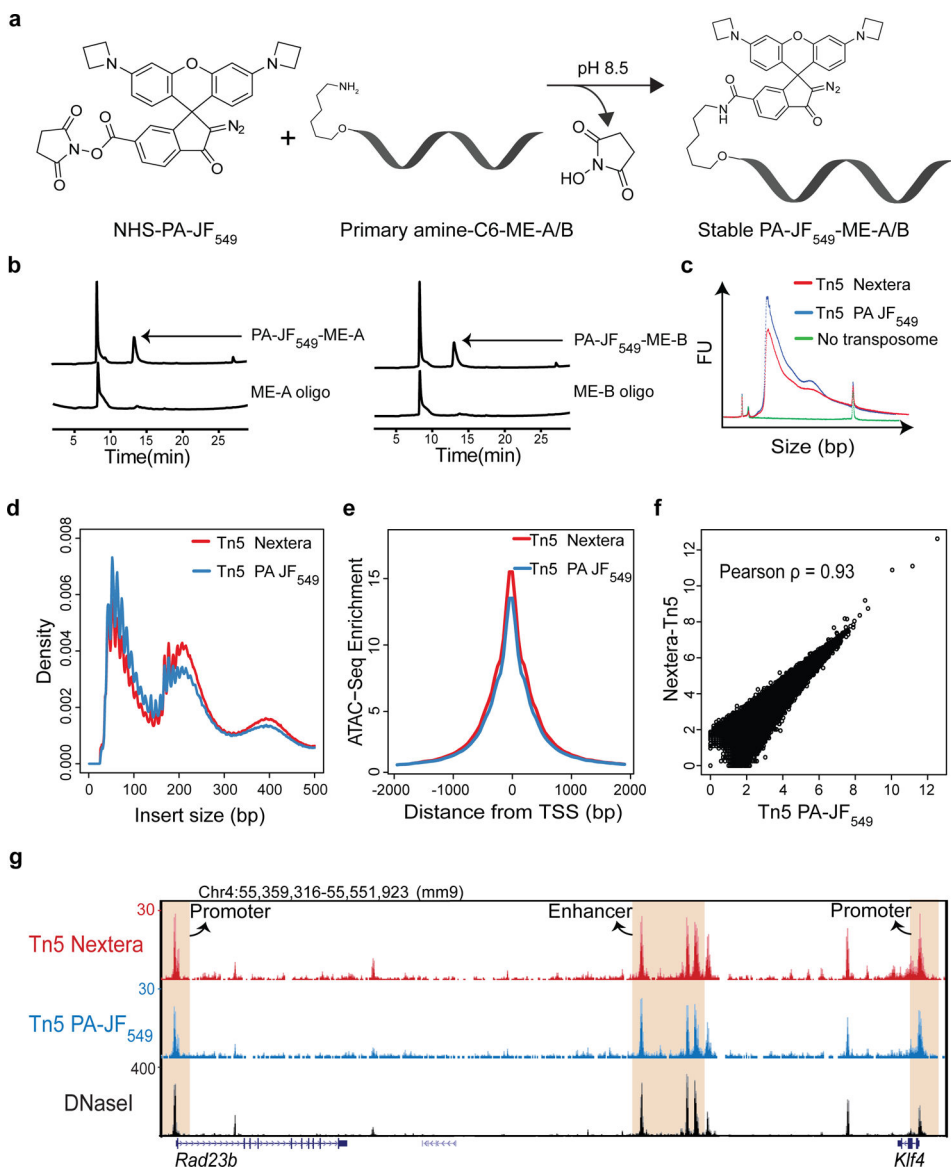 a
N
O
N
pH 8.5
NH2
N2
O
O
O
N
O
O
O
+
O
O
N
HO
O
N
O
N
O
NH
N2
O
O
NHS-PA-JF549
Primary amine-C6-ME-A/B
Stable PA-JF549-ME-A/B
b
PA-JF549-ME-A
ME-A oligo
5 10 15 20 25
Time(min)
PA-JF549-ME-B
ME-B oligo
5 10 15 20 25
Time(min)
c
Tn5 Nextera
Tn5 PA JF549
No transposome
FU
Size (bp)
d
Tn5 Nextera
Tn5 PA JF549
0.008
0.006
0.004
0.002
0.000
Density
0 100 200 300 400 500
Insert size (bp)
e
Tn5 Nextera
Tn5 PA JF549
15
10
5
0
ATAC-Seq Enrichment
-2000 -1000 0 1000 2000
Distance from TSS (bp)
f
Pearson ρ = 0.93
12
10
8
6
4
2
0
Nextera-Tn5
0 2 4 6 8 10 12
Tn5 PA-JF549
g
Chr4:55,359,316-55,551,923 (mm9)
30
Promoter
Enhancer
Promoter
Tn5 Nextera
30
Tn5 PA-JF549
400
DNaseI
Rad23b
Klf4